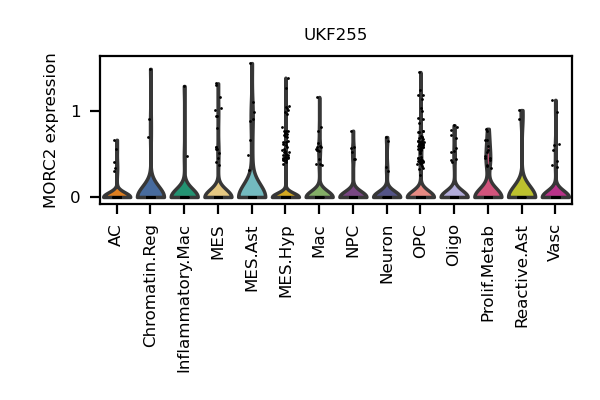 UKF255
MORC2 expression
1
0
AC
Chromatin.Reg
Inflammatory.Mac
MES
MES.Ast
MES.Hyp
Mac
NPC
Neuron
OPC
Oligo
Prolif.Metab
Reactive.Ast
Vasc